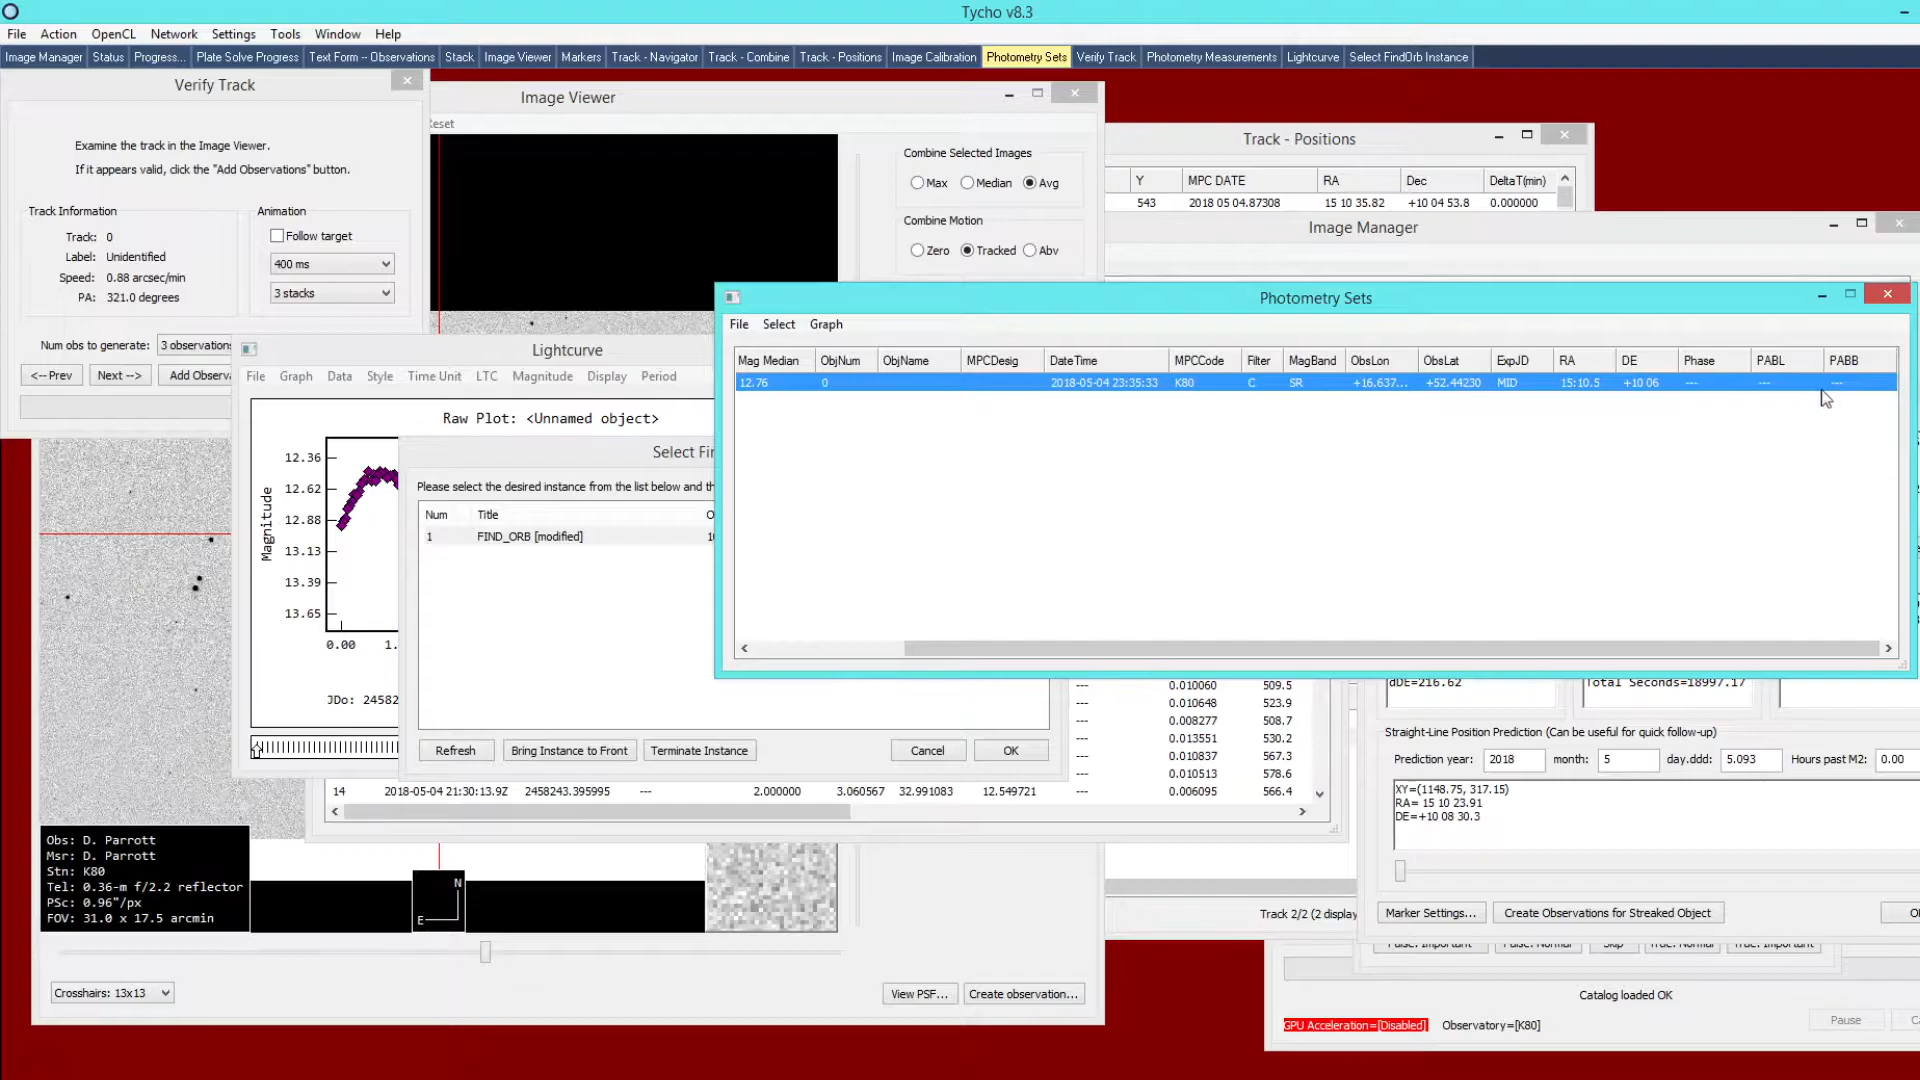 Tycho v8.3
File Action OpenCL Network Settings Tools Window Help
Image Manager Status Progress... Plate Solve Progress Text Form -- Observations Stack Image Viewer Markers Track - Navigator Track - Combine Track - Positions Image Calibration Photometry Sets Verify Track Photometry Measurements Lightcurve Select FindOrb Instance
Verify Track
Examine the track in the Image Viewer.
If it appears valid, click the "Add Observations" button.
Track Information
Track: 0
Label: Unidentified
Speed: 0.88 arcsec/min
PA: 321.0 degrees
Animation
Follow target
400 ms
3 stacks
Num obs to generate: 3 observations
<-- Prev Next --> Add Observa
Image Viewer
Reset
Combine Selected Images
Max Median Avg
Combine Motion
Zero Tracked Abv
Track - Positions
Y MPC DATE RA Dec DeltaT(min)
543 2018 05 04.87308 15 10 35.82 +10 04 53.8 0.000000
Image Manager
Photometry Sets
File Select Graph
Mag Median ObjNum ObjName MPCDesig DateTime MPCCode Filter MagBand ObsLon ObsLat ExpJD RA DE Phase PABL PABB
12.76 0 2018-05-04 23:35:33 K80 C SR +16.637... +52.44230 MID 15:10.5 +10 06 --- --- ---
Lightcurve
File Graph Data Style Time Unit LTC Magnitude Display Period
Raw Plot: <Unnamed object>
Magnitude
12.36
12.62
12.88
13.13
13.39
13.65
0.00 1.
JDo: 24582
Select Fi
Please select the desired instance from the list below and th
Num Title O
1 FIND_ORB [modified]
Refresh Bring Instance to Front Terminate Instance Cancel OK
--- 0.010060 509.5
--- 0.010648 523.9
--- 0.008277 508.7
--- 0.013551 530.2
--- 0.010837 567.3
--- 0.010513 578.6
14 2018-05-04 21:30:13.9Z 2458243.395995 --- 2.000000 3.060567 32.991083 12.549721 --- 0.006095 566.4
dDE=216.62
Total Seconds=18997.17
Straight-Line Position Prediction (Can be useful for quick follow-up)
Prediction year: 2018 month: 5 day.ddd: 5.093 Hours past M2: 0.00
XY=(1148.75, 317.15)
RA= 15 10 23.91
DE=+10 08 30.3
Marker Settings... Create Observations for Streaked Object
Track 2/2 (2 display
Obs: D. Parrott
Msr: D. Parrott
Stn: K80
Tel: 0.36-m f/2.2 reflector
PSc: 0.96"/px
FOV: 31.0 x 17.5 arcmin
N
E
Crosshairs: 13x13
View PSF... Create observation...
Catalog loaded OK
GPU Acceleration=[Disabled] Observatory=[K80]
Pause